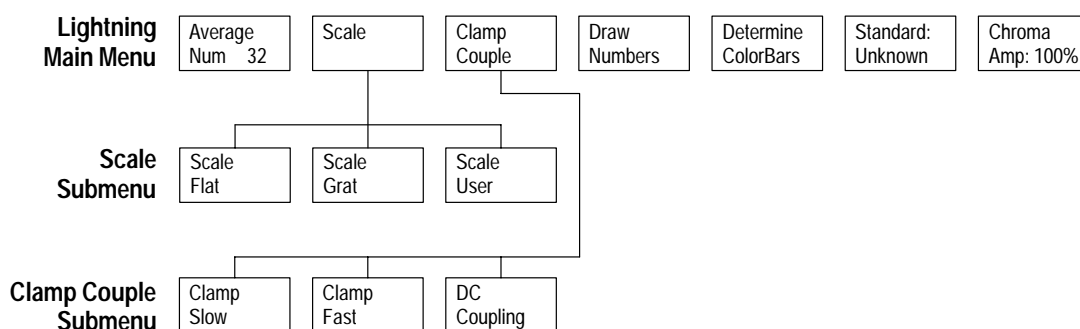 Lightning
Main Menu
Average
Num 32
Scale
Clamp
Couple
Draw
Numbers
Determine
ColorBars
Standard:
Unknown
Chroma
Amp: 100%
Scale
Submenu
Scale
Flat
Scale
Grat
Scale
User
Clamp Couple
Submenu
Clamp
Slow
Clamp
Fast
DC
Coupling